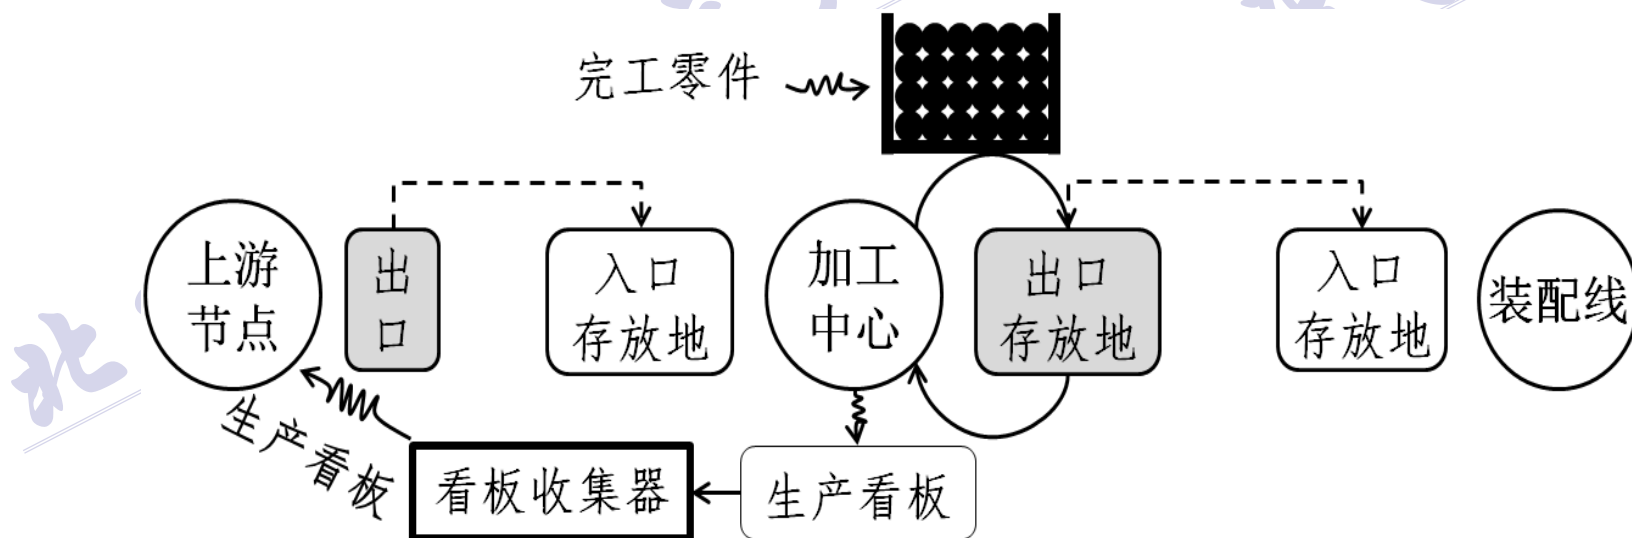 完工零件
上游
节点
出
口
入口
存放地
加工
中心
出口
存放地
入口
存放地
装配线
生产看板
看板收集器
生产看板
北